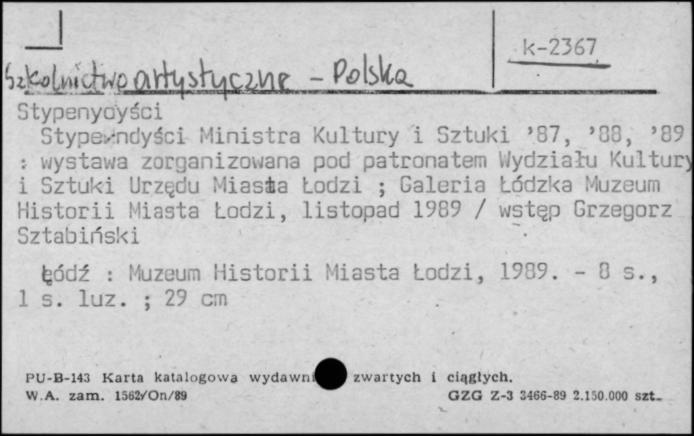 k-2367
Szkolnictwo artystyczne - Polska
Stypenydyści
Stypendyści Ministra Kultury i Sztuki '87, '88, '89
: wystawa zorganizowana pod patronatem Wydziału Kultury
i Sztuki Urzędu Miasta Łodzi ; Galeria Łódzka Muzeum
Historii Miasta Łodzi, listopad 1989 / wstęp Grzegorz
Sztabiński
Łódź : Muzeum Historii Miasta Łodzi, 1989. - 8 s.,
1 s. luz. ; 29 cm
PU-B-143 Karta katalogowa wydawni zwartych i ciągłych.
W.A. zam. 1562/On/89 GZG Z-3 3466-89 2.150.000 szt.